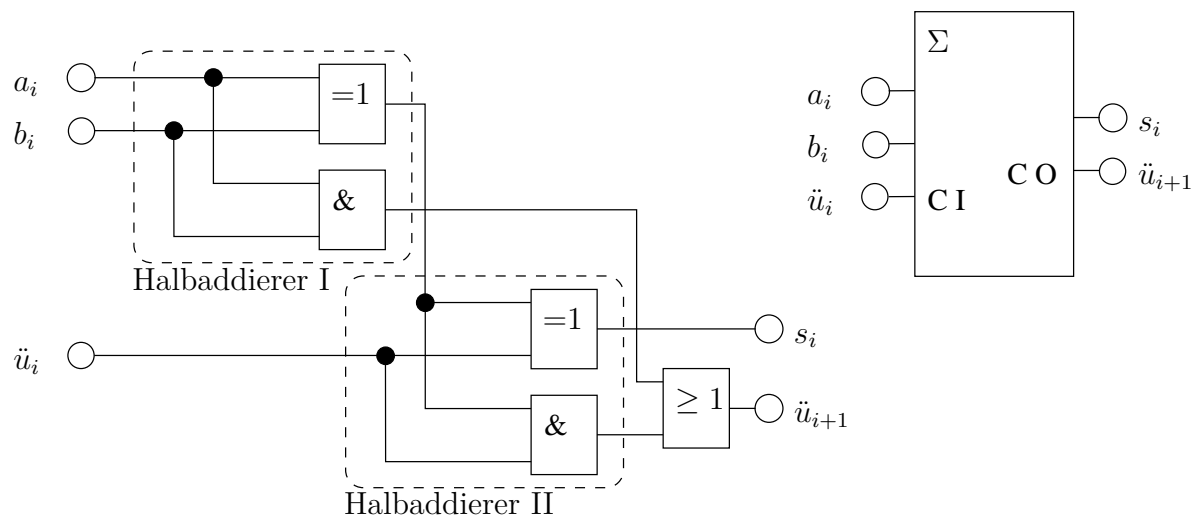 a_i
b_i
=1
&
Halbaddierer I
ü_i
=1
&
Halbaddierer II
≥ 1
s_i
ü_{i+1}
Σ
a_i
b_i
ü_i
C I
C O
s_i
ü_{i+1}